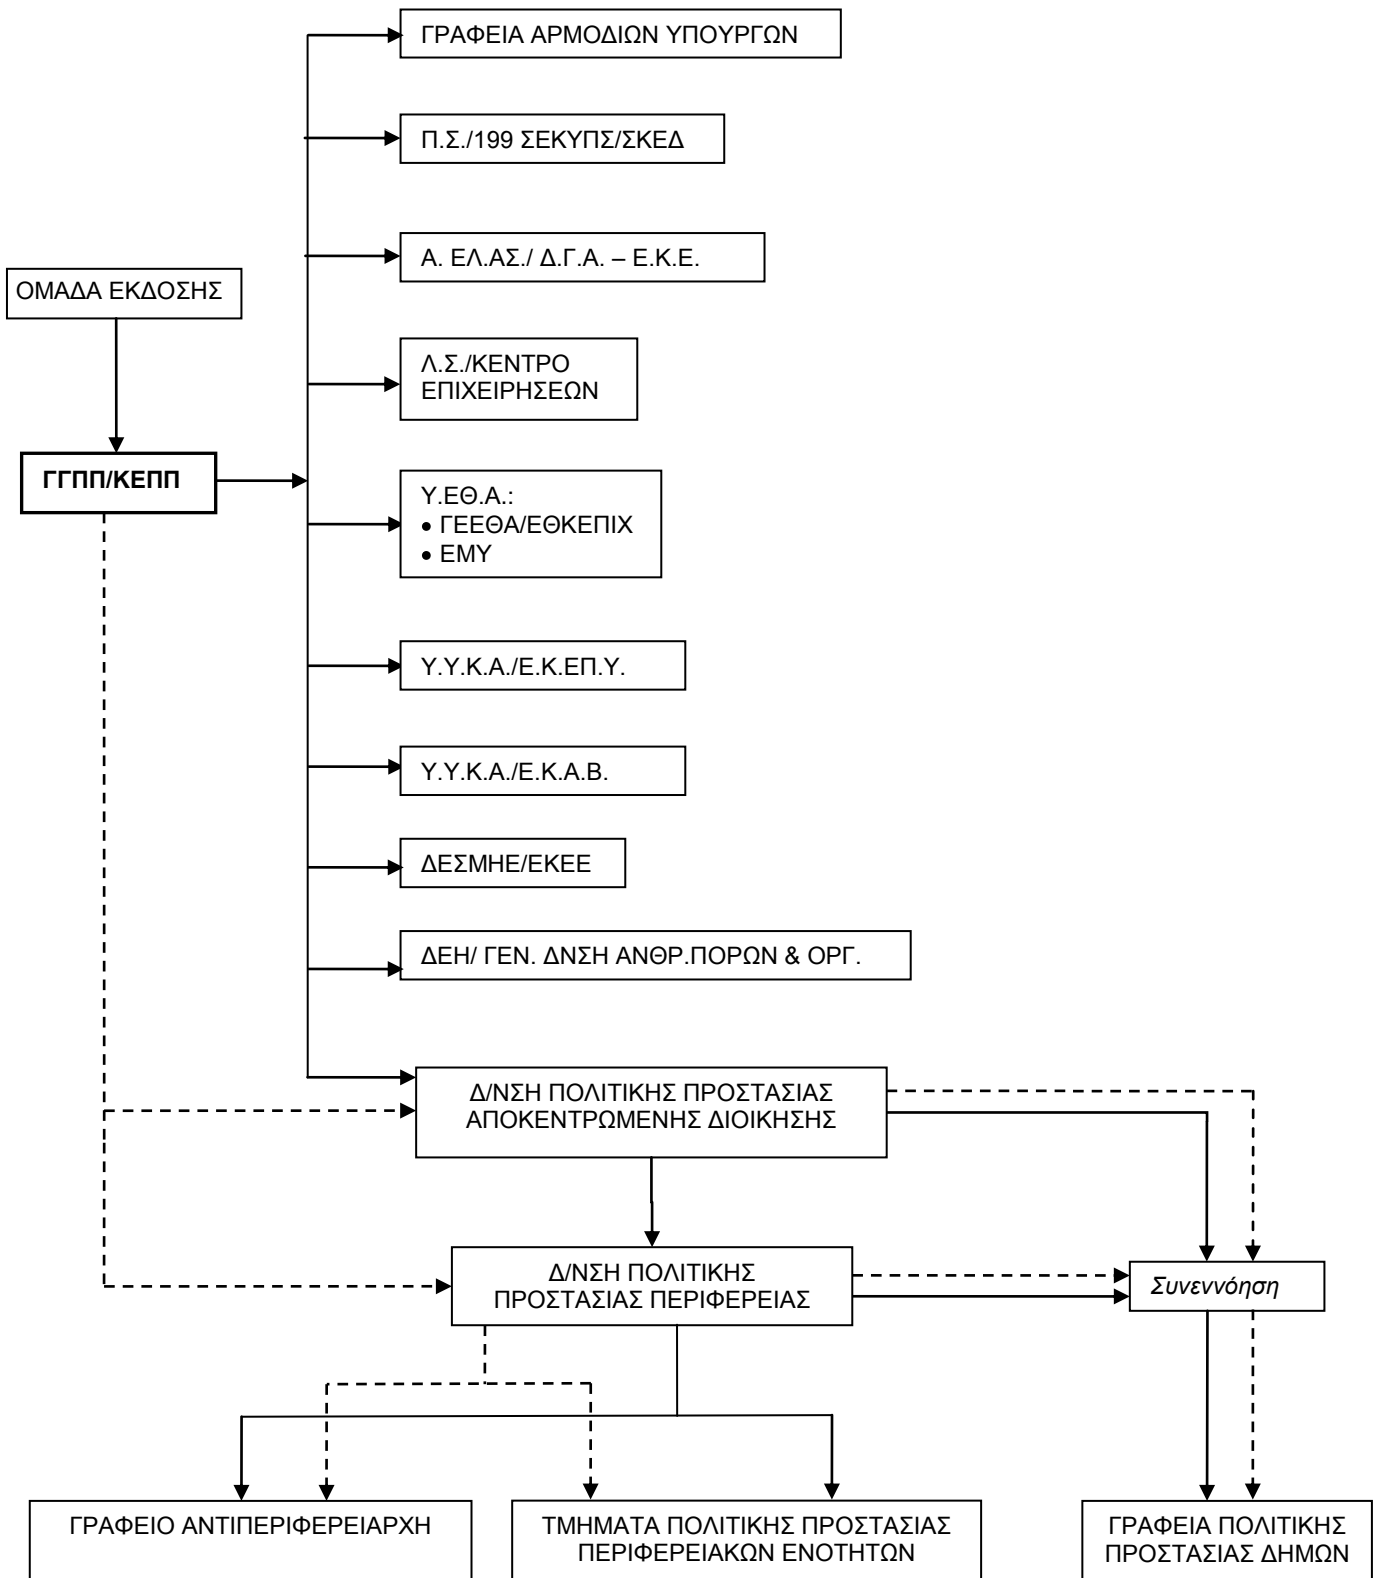 ΓΡΑΦΕΙΑ ΑΡΜΟΔΙΩΝ ΥΠΟΥΡΓΩΝ
Π.Σ./199 ΣΕΚΥΠΣ/ΣΚΕΔ
Α. ΕΛ.ΑΣ./ Δ.Γ.Α. – Ε.Κ.Ε.
ΟΜΑΔΑ ΕΚΔΟΣΗΣ
Λ.Σ./ΚΕΝΤΡΟ
ΕΠΙΧΕΙΡΗΣΕΩΝ
ΓΓΠΠ/ΚΕΠΠ
Υ.ΕΘ.Α.:
• ΓΕΕΘΑ/ΕΘΚΕΠΙΧ
• ΕΜΥ
Υ.Υ.Κ.Α./Ε.Κ.ΕΠ.Υ.
Υ.Υ.Κ.Α./Ε.Κ.Α.Β.
ΔΕΣΜΗΕ/ΕΚΕΕ
ΔΕΗ/ ΓΕΝ. ΔΝΣΗ ΑΝΘΡ.ΠΟΡΩΝ & ΟΡΓ.
Δ/ΝΣΗ ΠΟΛΙΤΙΚΗΣ ΠΡΟΣΤΑΣΙΑΣ
ΑΠΟΚΕΝΤΡΩΜΕΝΗΣ ΔΙΟΙΚΗΣΗΣ
Δ/ΝΣΗ ΠΟΛΙΤΙΚΗΣ
ΠΡΟΣΤΑΣΙΑΣ ΠΕΡΙΦΕΡΕΙΑΣ
Συνεννόηση
ΓΡΑΦΕΙΟ ΑΝΤΙΠΕΡΙΦΕΡΕΙΑΡΧΗ
ΤΜΗΜΑΤΑ ΠΟΛΙΤΙΚΗΣ ΠΡΟΣΤΑΣΙΑΣ
ΠΕΡΙΦΕΡΕΙΑΚΩΝ ΕΝΟΤΗΤΩΝ
ΓΡΑΦΕΙΑ ΠΟΛΙΤΙΚΗΣ
ΠΡΟΣΤΑΣΙΑΣ ΔΗΜΩΝ